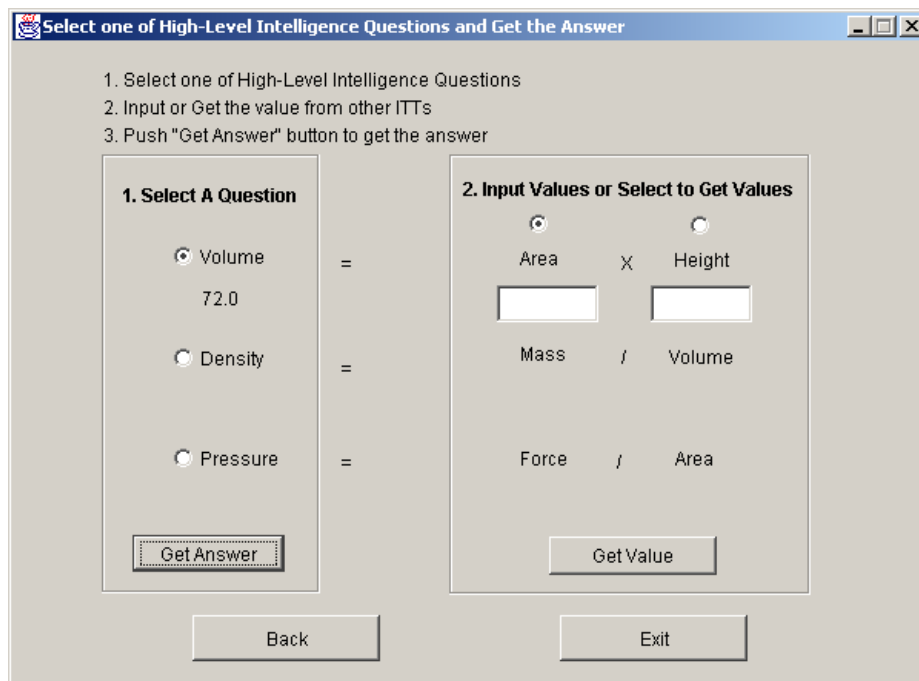 Select one of High-Level Intelligence Questions and Get the Answer
1. Select one of High-Level Intelligence Questions
2. Input or Get the value from other ITTs
3. Push "Get Answer" button to get the answer
1. Select A Question
2. Input Values or Select to Get Values
Volume = Area X Height
72.0
Density = Mass / Volume
Pressure = Force / Area
Get Answer
Get Value
Back
Exit